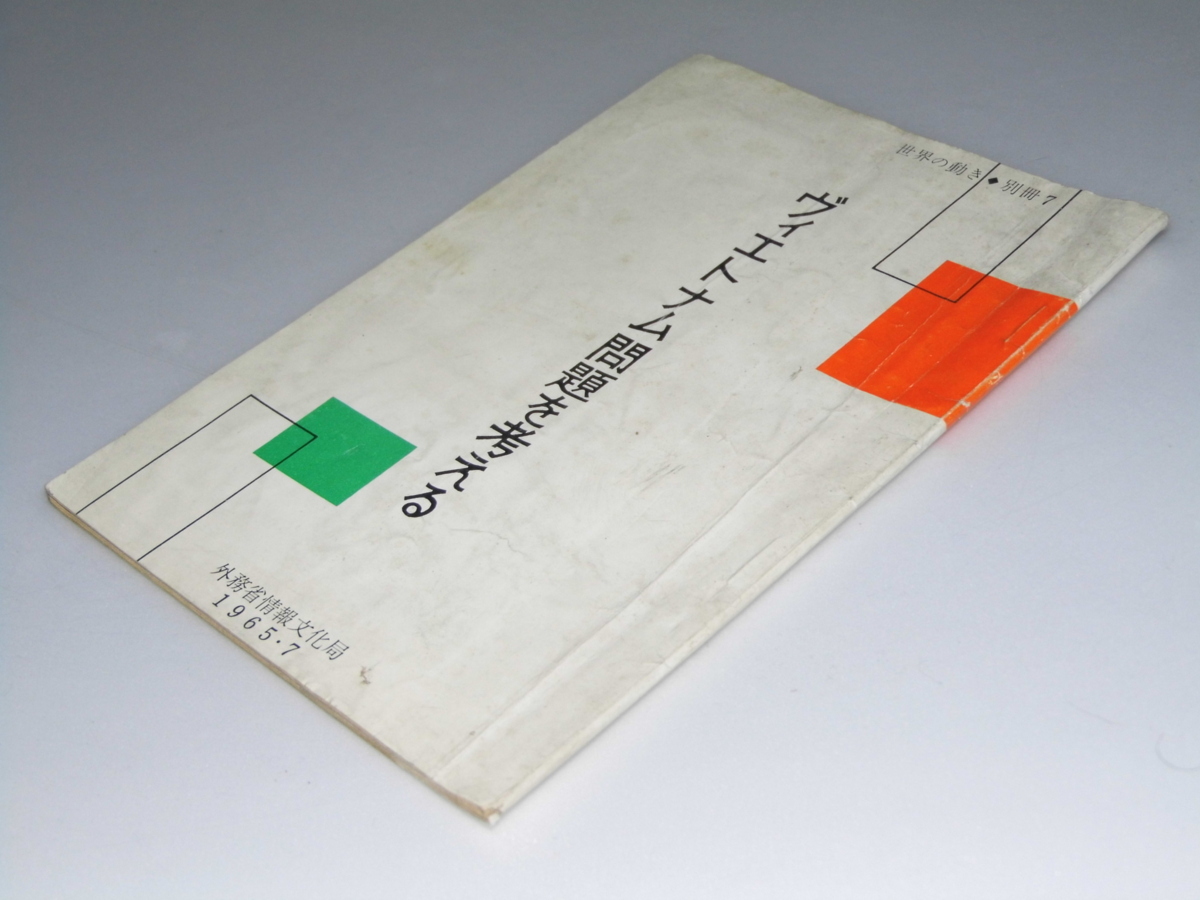 世界の動き◆別冊7
ヴィエトナム問題を考える
外務省情報文化局
1965・7